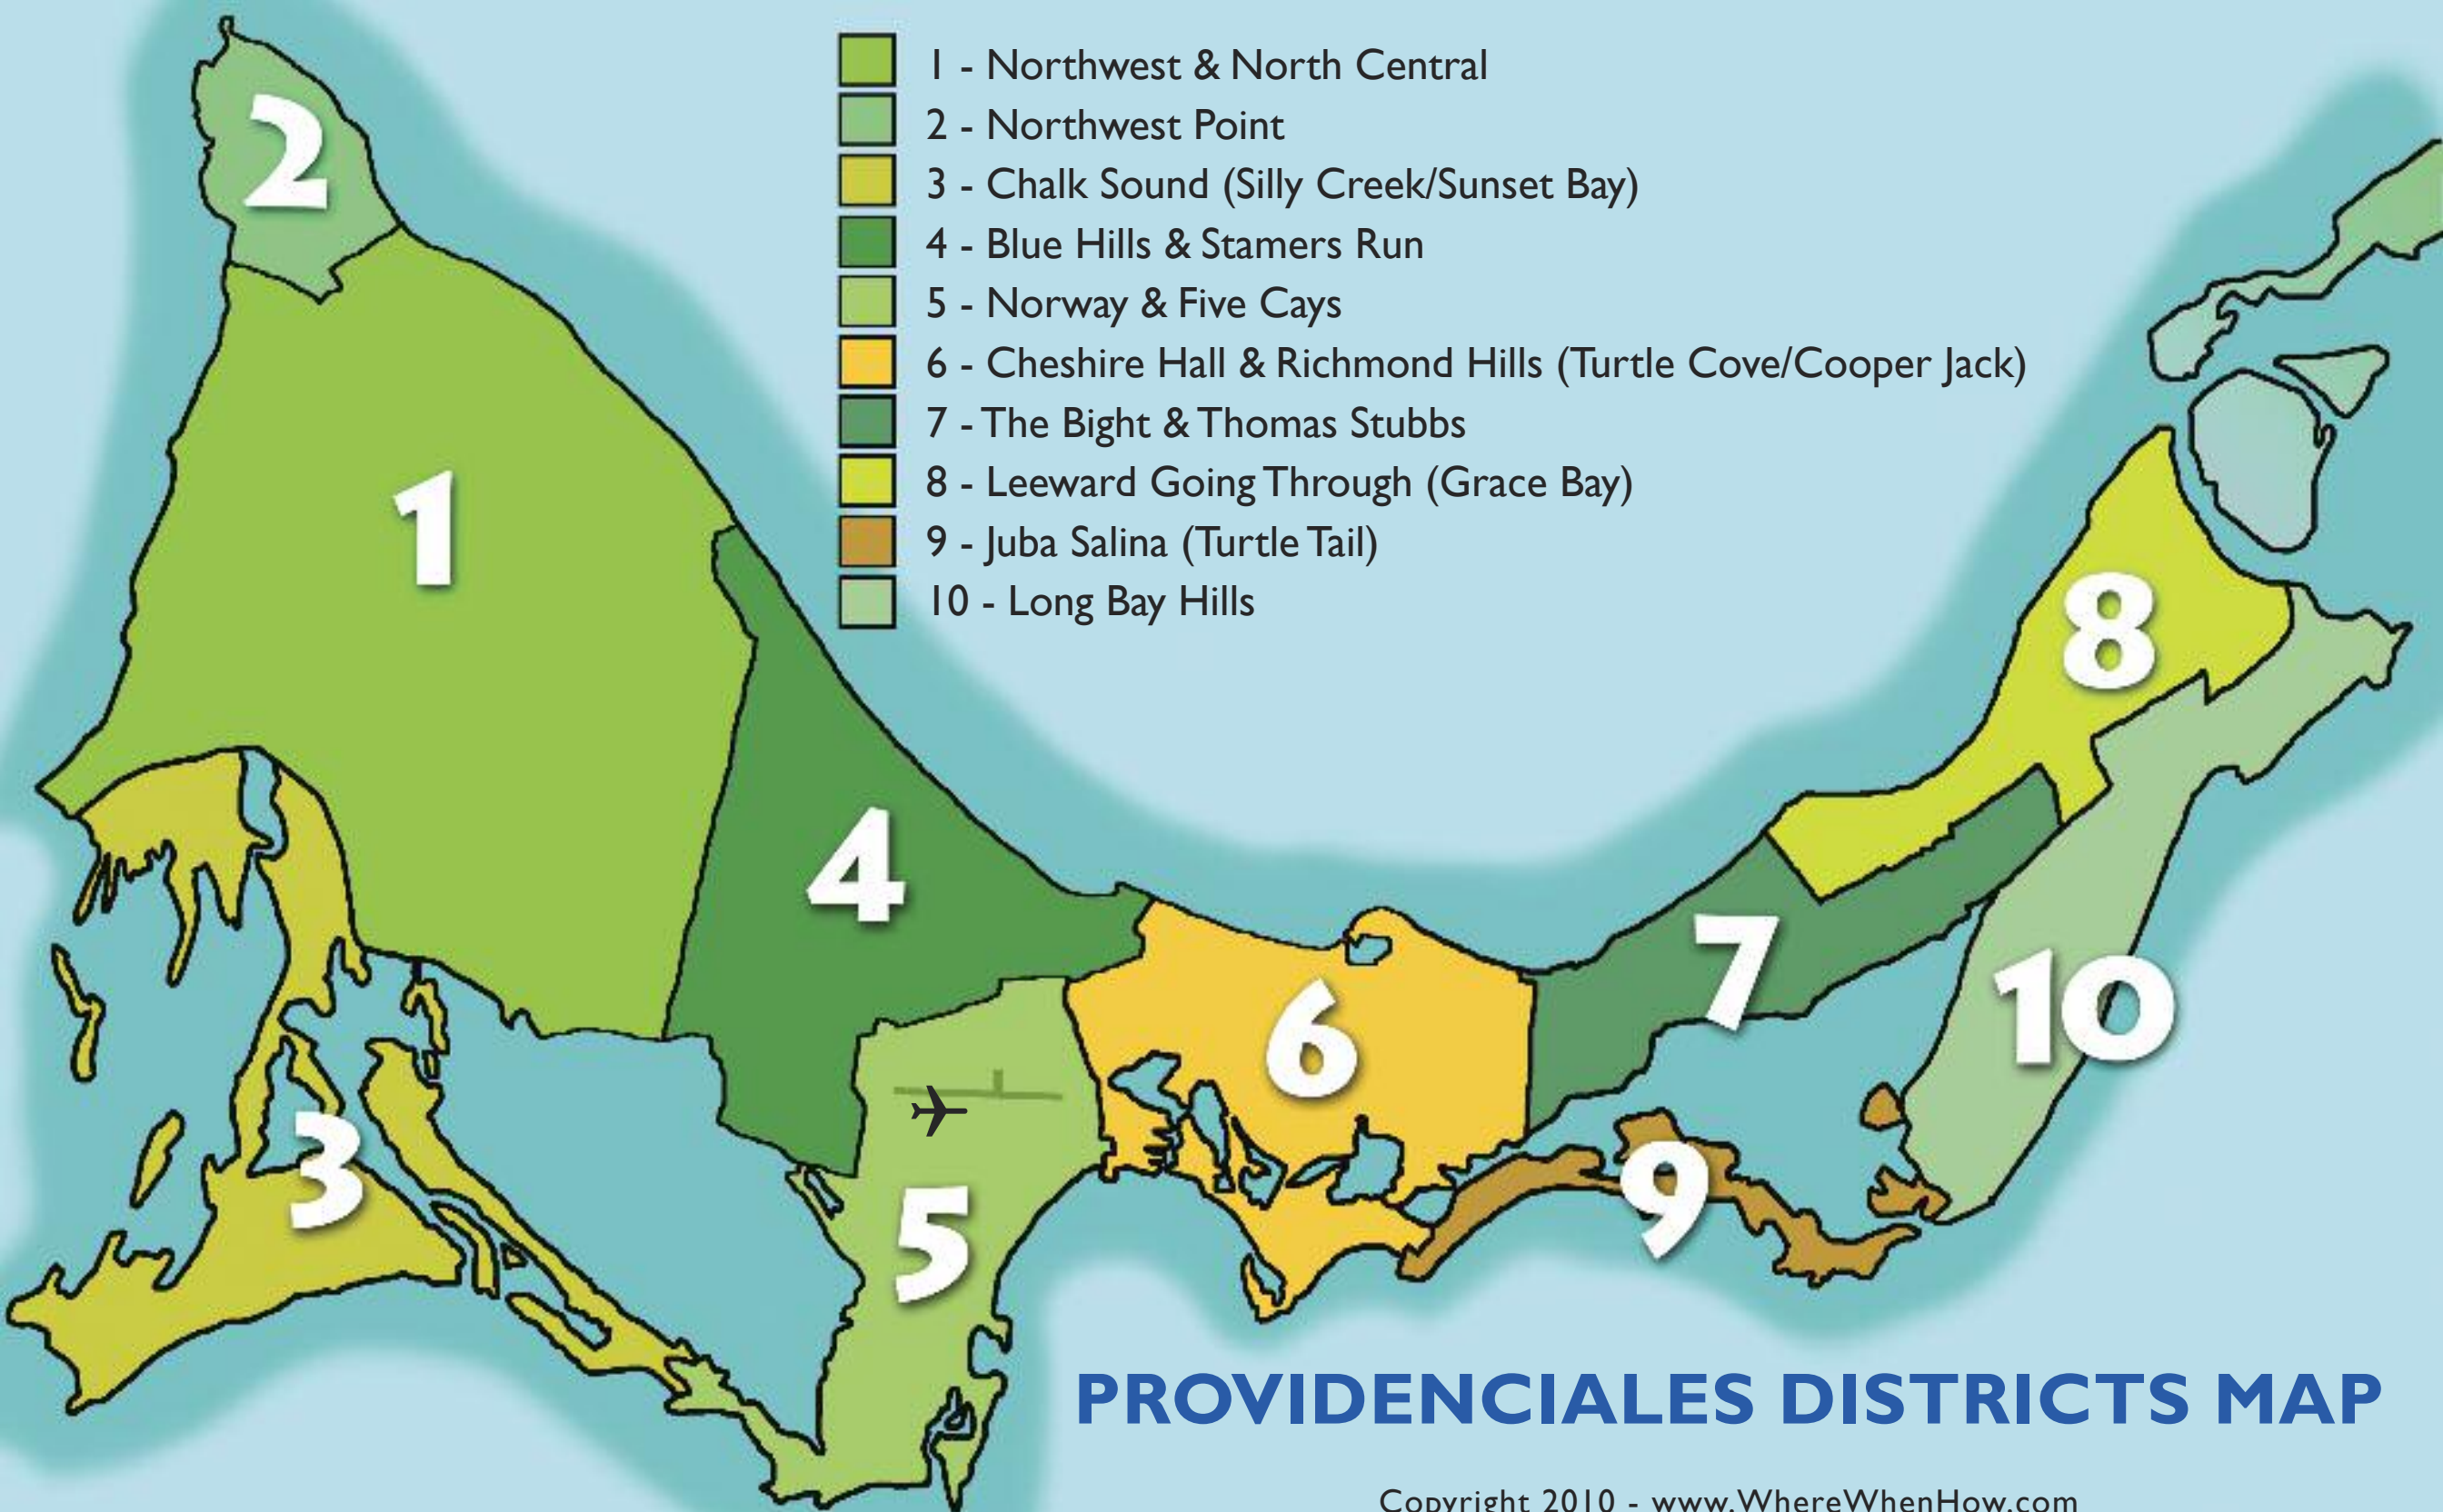 1 - Northwest & North Central
2 - Northwest Point
3 - Chalk Sound (Silly Creek/Sunset Bay)
4 - Blue Hills & Stamers Run
5 - Norway & Five Cays
6 - Cheshire Hall & Richmond Hills (Turtle Cove/Cooper Jack)
7 - The Bight & Thomas Stubbs
8 - Leeward Going Through (Grace Bay)
9 - Juba Salina (Turtle Tail)
10 - Long Bay Hills
2
1
8
4
7
10
6
3
9
5
PROVIDENCIALES DISTRICTS MAP
Copyright 2010 - www.WhereWhenHow.com